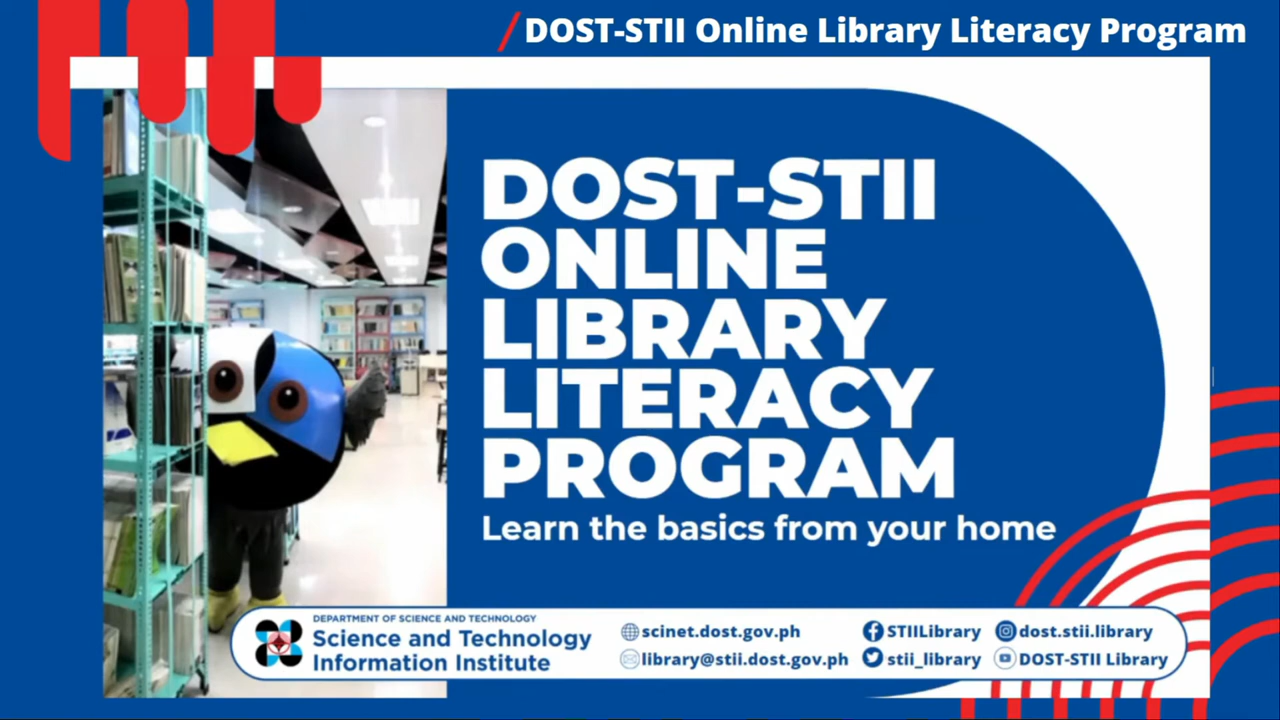 /DOST-STII Online Library Literacy Program
DOST-STII
ONLINE
LIBRARY
LITERACY
PROGRAM
Learn the basics from your home
DEPARTMENT OF SCIENCE AND TECHNOLOGY
Science and Technology
Information Institute
scinet.dost.gov.ph
library@stii.dost.gov.ph
STIILibrary
stii_library
dost.stii.library
DOST-STII Library